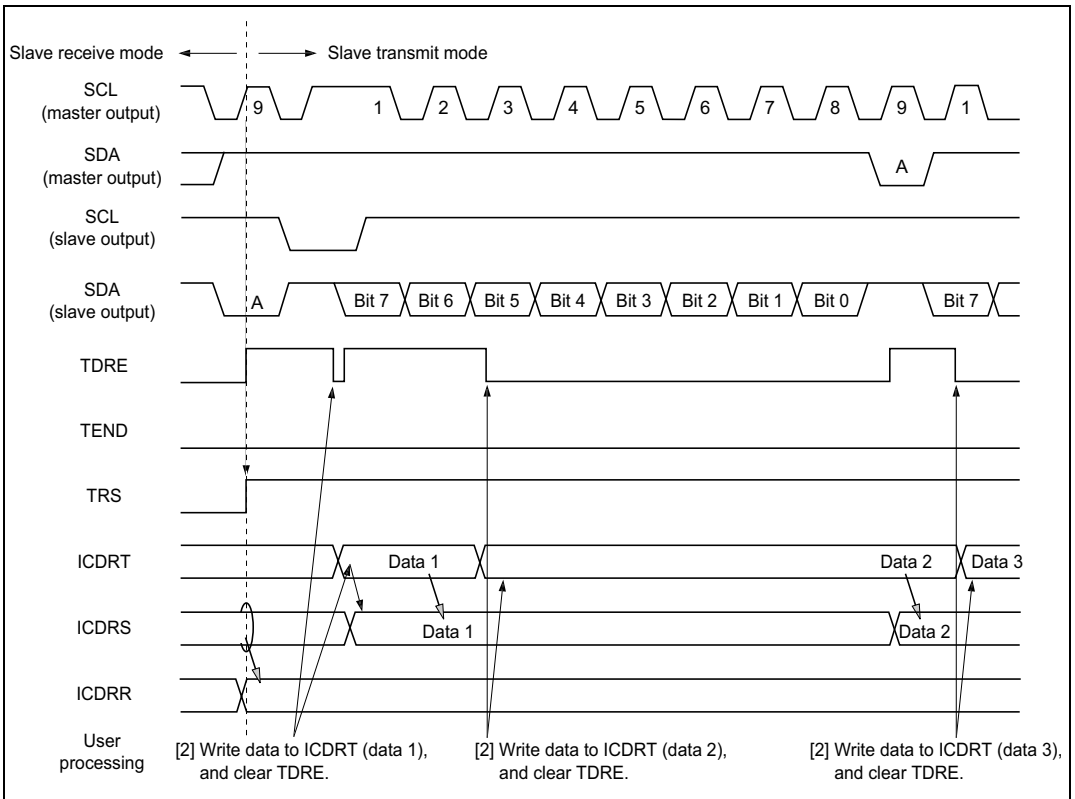 Slave receive mode
Slave transmit mode
SCL
(master output)
9 1 2 3 4 5 6 7 8 9 1
SDA
(master output)
A
SCL
(slave output)
SDA
(slave output)
A Bit 7 Bit 6 Bit 5 Bit 4 Bit 3 Bit 2 Bit 1 Bit 0 Bit 7
TDRE
TEND
TRS
ICDRT
Data 1 Data 2 Data 3
ICDRS
Data 1 Data 2
ICDRR
User
processing
[2] Write data to ICDRT (data 1),
and clear TDRE.
[2] Write data to ICDRT (data 2),
and clear TDRE.
[2] Write data to ICDRT (data 3),
and clear TDRE.